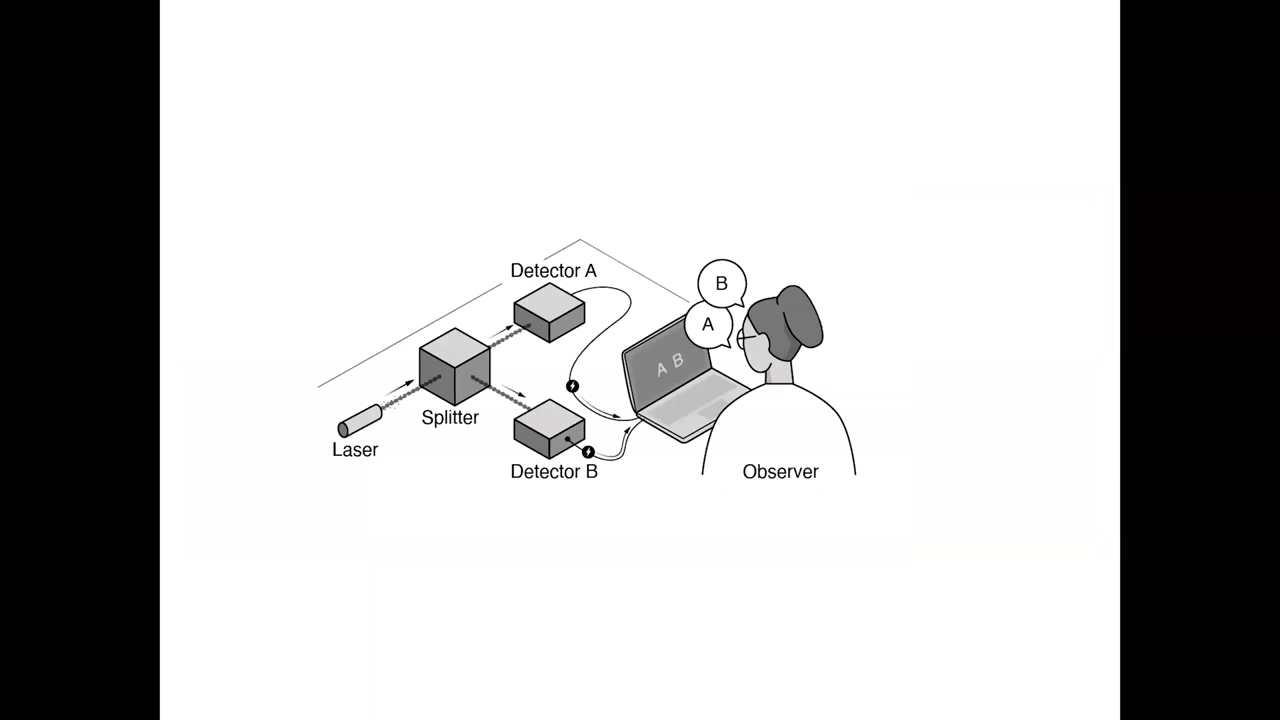 Detector A
B
A
A B
Splitter
Laser
Detector B
Observer